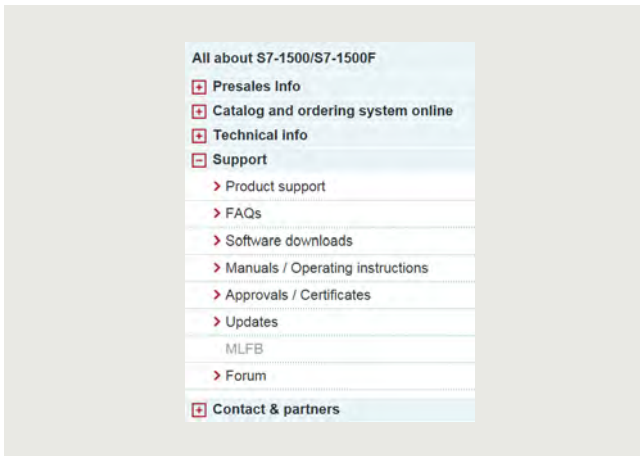 All about S7-1500/S7-1500F
Presales Info
Catalog and ordering system online
Technical info
Support
Product support
FAQs
Software downloads
Manuals / Operating instructions
Approvals / Certificates
Updates
MLFB
Forum
Contact & partners